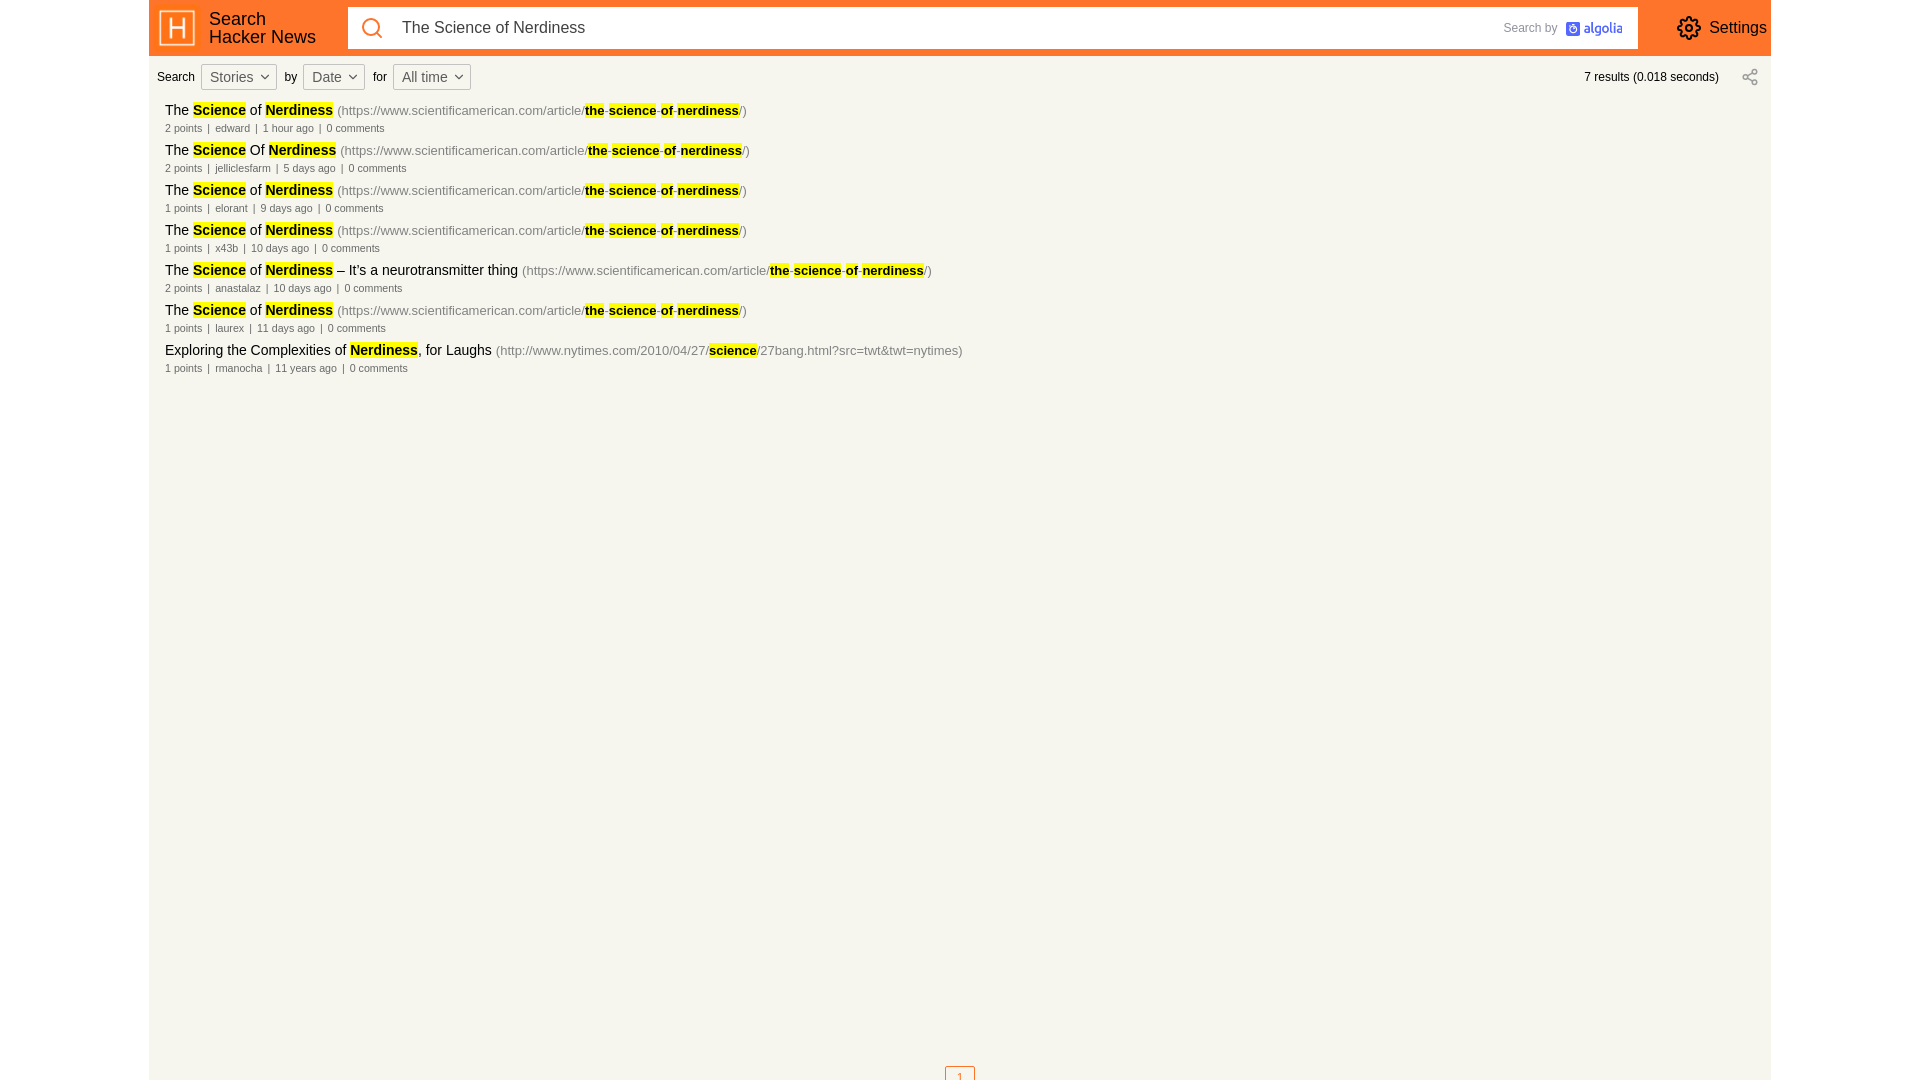 H
Search
Hacker News
The Science of Nerdiness
Search by algolia
Settings
Search Stories by Date for All time
7 results (0.018 seconds)
The Science of Nerdiness (https://www.scientificamerican.com/article/the-science-of-nerdiness/)
2 points | edward | 1 hour ago | 0 comments
The Science Of Nerdiness (https://www.scientificamerican.com/article/the-science-of-nerdiness/)
2 points | jelliclesfarm | 5 days ago | 0 comments
The Science of Nerdiness (https://www.scientificamerican.com/article/the-science-of-nerdiness/)
1 points | elorant | 9 days ago | 0 comments
The Science of Nerdiness (https://www.scientificamerican.com/article/the-science-of-nerdiness/)
1 points | x43b | 10 days ago | 0 comments
The Science of Nerdiness – It’s a neurotransmitter thing (https://www.scientificamerican.com/article/the-science-of-nerdiness/)
2 points | anastalaz | 10 days ago | 0 comments
The Science of Nerdiness (https://www.scientificamerican.com/article/the-science-of-nerdiness/)
1 points | laurex | 11 days ago | 0 comments
Exploring the Complexities of Nerdiness, for Laughs (http://www.nytimes.com/2010/04/27/science/27bang.html?src=twt&twt=nytimes)
1 points | rmanocha | 11 years ago | 0 comments
1